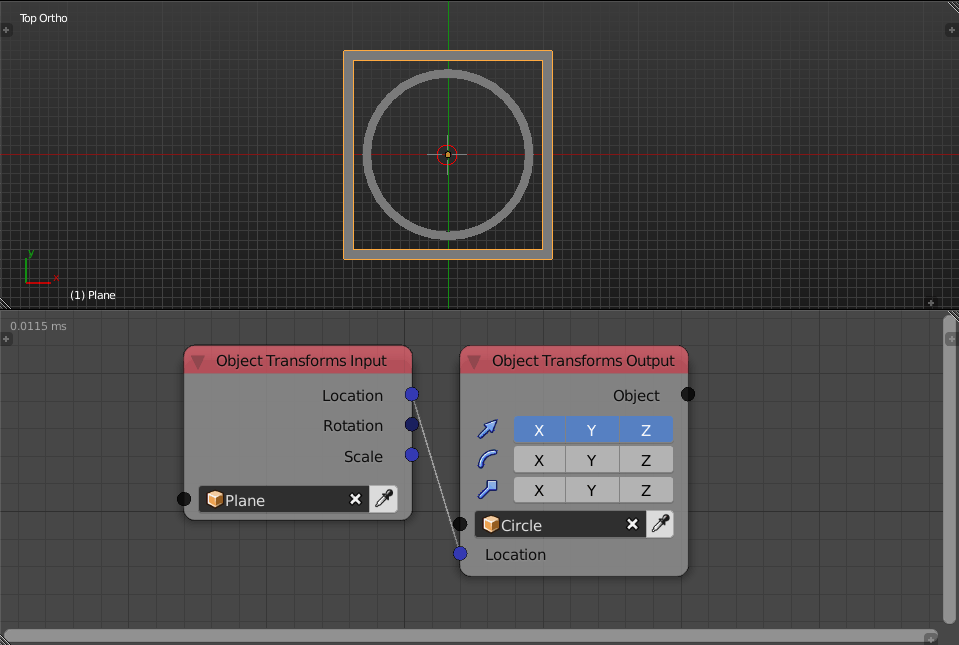 Top Ortho
y
x
(1) Plane
0.0115 ms
Object Transforms Input
Location
Rotation
Scale
Plane
Object Transforms Output
Object
X Y Z
X Y Z
X Y Z
Circle
Location